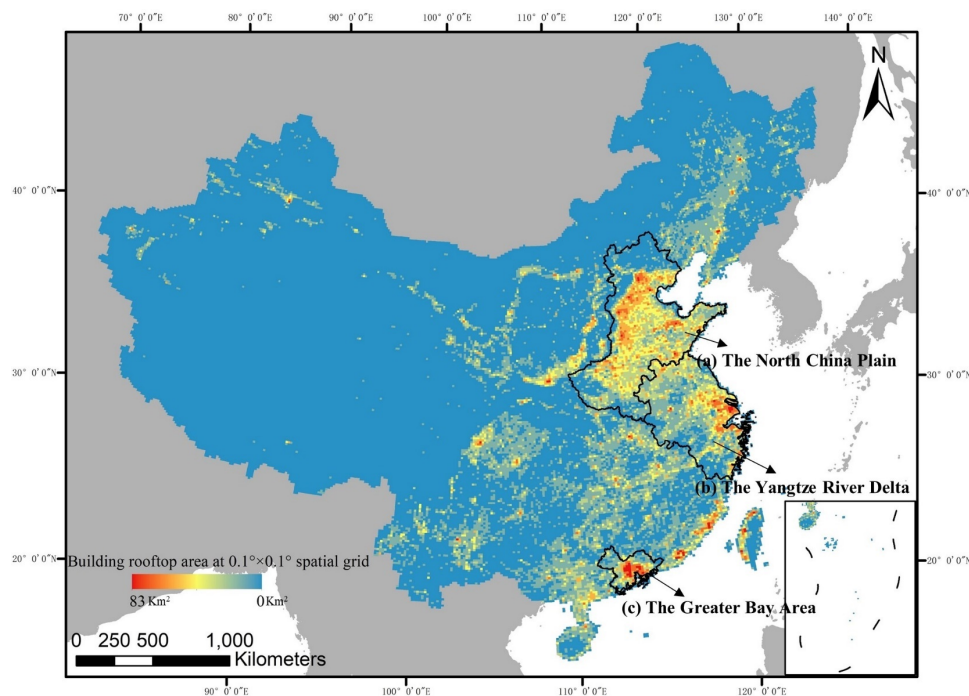 70° 0'0"E 80° 0'0"E 90° 0'0"E 100° 0'0"E 110° 0'0"E 120° 0'0"E 130° 0'0"E 140° 0'0"E
N
40° 0'0"N 40° 0'0"N
(a) The North China Plain
30° 0'0"N 30° 0'0"N
(b) The Yangtze River Delta
20° 0'0"N 20° 0'0"N
Building rooftop area at 0.1°×0.1° spatial grid
83 Km² 0 Km²
(c) The Greater Bay Area
0 250 500 1,000
Kilometers
90° 0'0"E 100° 0'0"E 110° 0'0"E 120° 0'0"E